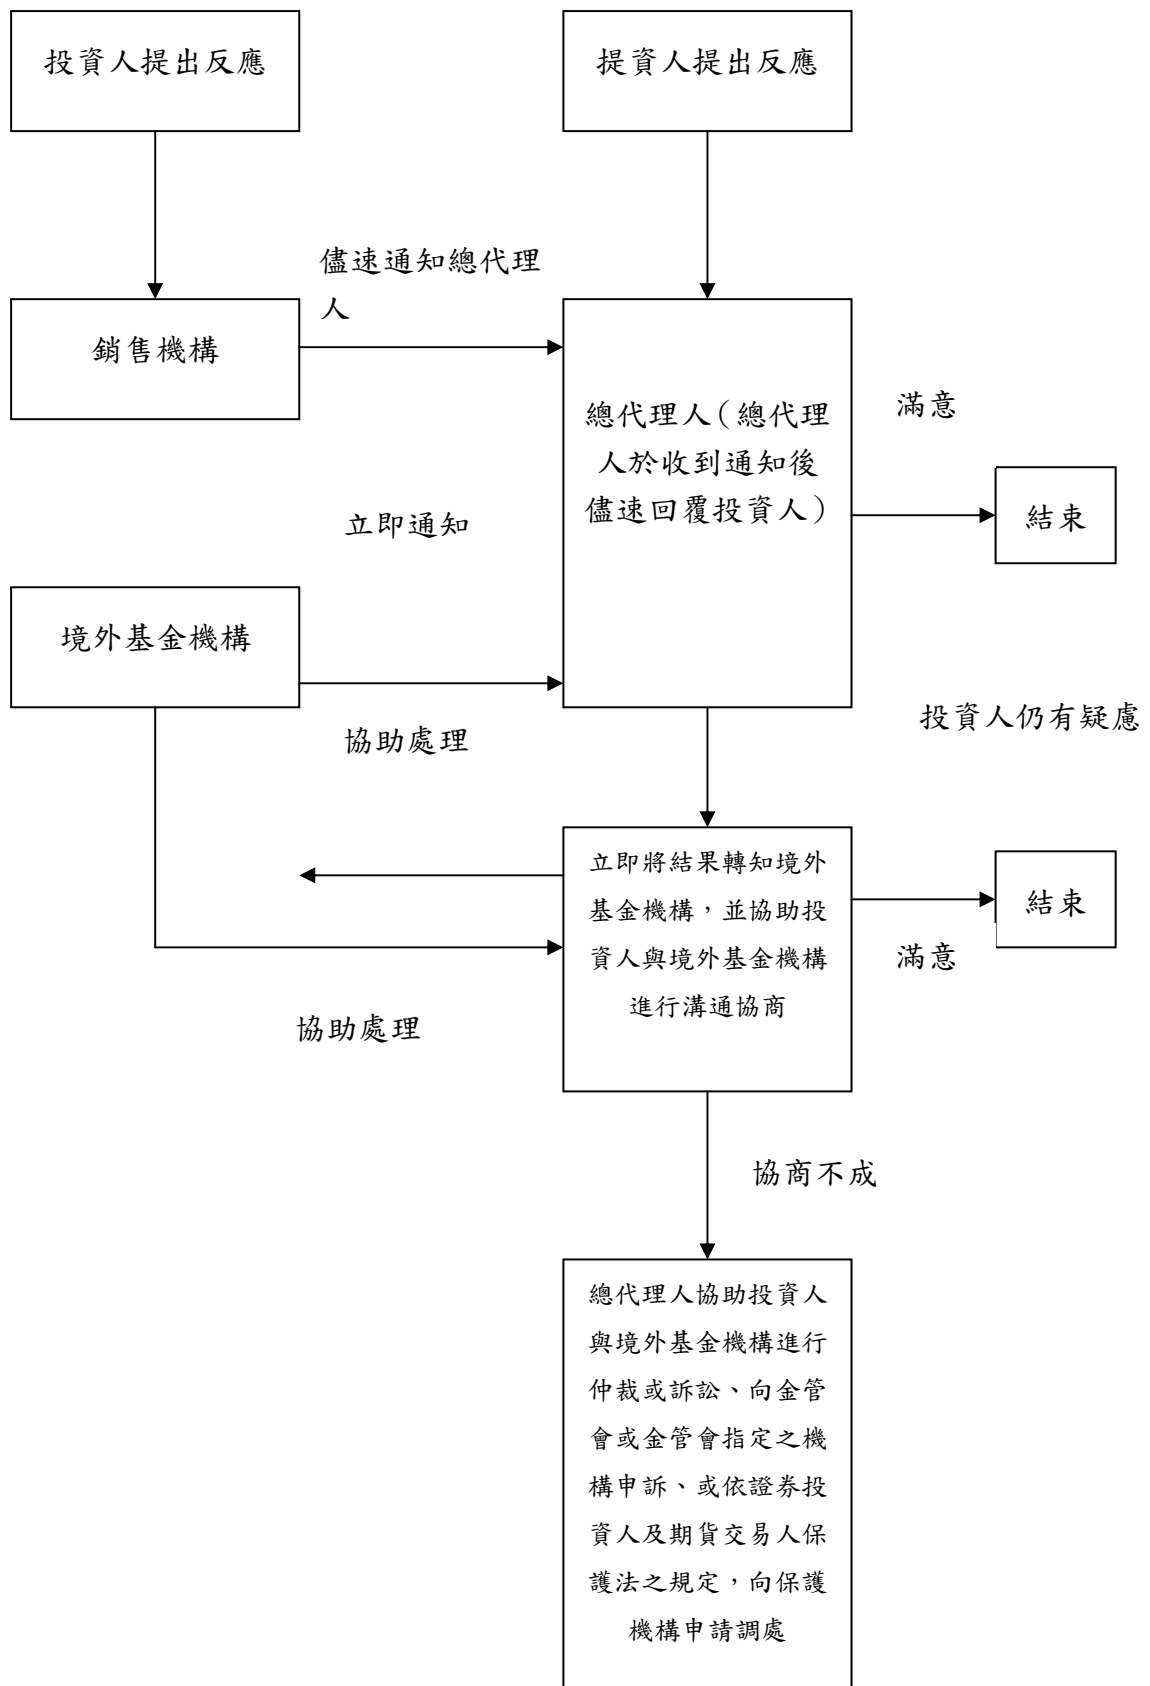 投資人提出反應
提資人提出反應
儘速通知總代理
人
銷售機構
總代理人（總代理
人於收到通知後
儘速回覆投資人）
滿意
結束
立即通知
境外基金機構
協助處理
投資人仍有疑慮
立即將結果轉知境外
基金機構，並協助投
資人與境外基金機構
進行溝通協商
結束
滿意
協助處理
協商不成
總代理人協助投資人
與境外基金機構進行
仲裁或訴訟、向金管
會或金管會指定之機
構申訴、或依證券投
資人及期貨交易人保
護法之規定，向保護
機構申請調處